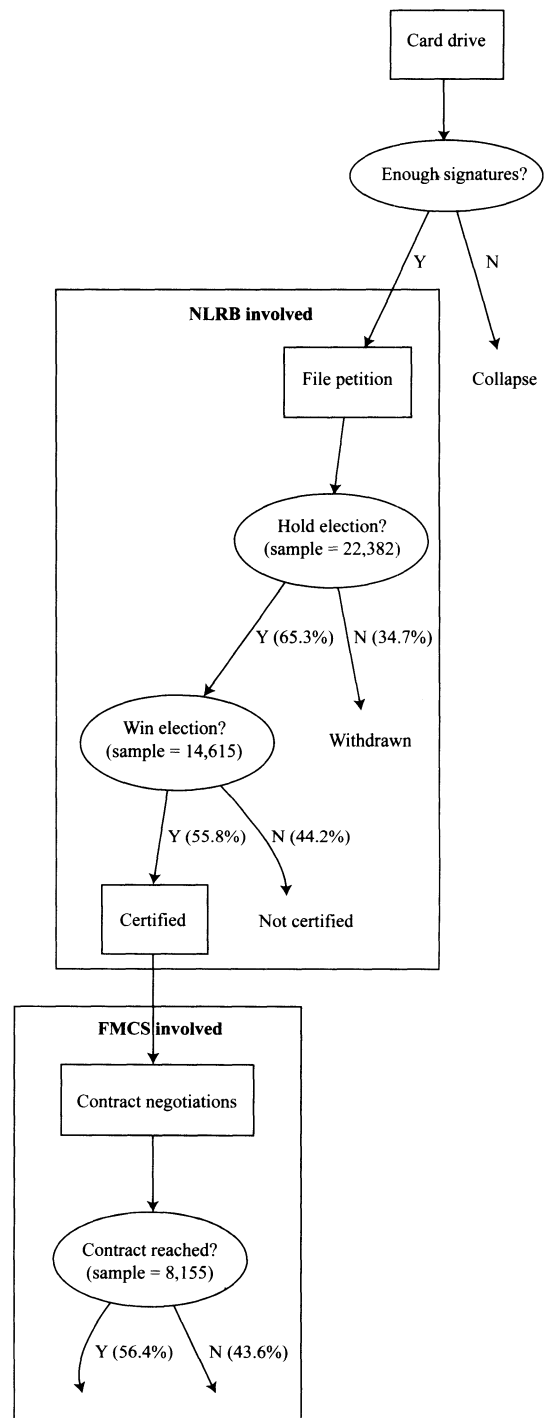 Card drive
Enough signatures?
Y
N
NLRB involved
File petition
Collapse
Hold election?
(sample = 22,382)
Y (65.3%)
N (34.7%)
Win election?
(sample = 14,615)
Withdrawn
Y (55.8%)
N (44.2%)
Certified
Not certified
FMCS involved
Contract negotiations
Contract reached?
(sample = 8,155)
Y (56.4%)
N (43.6%)